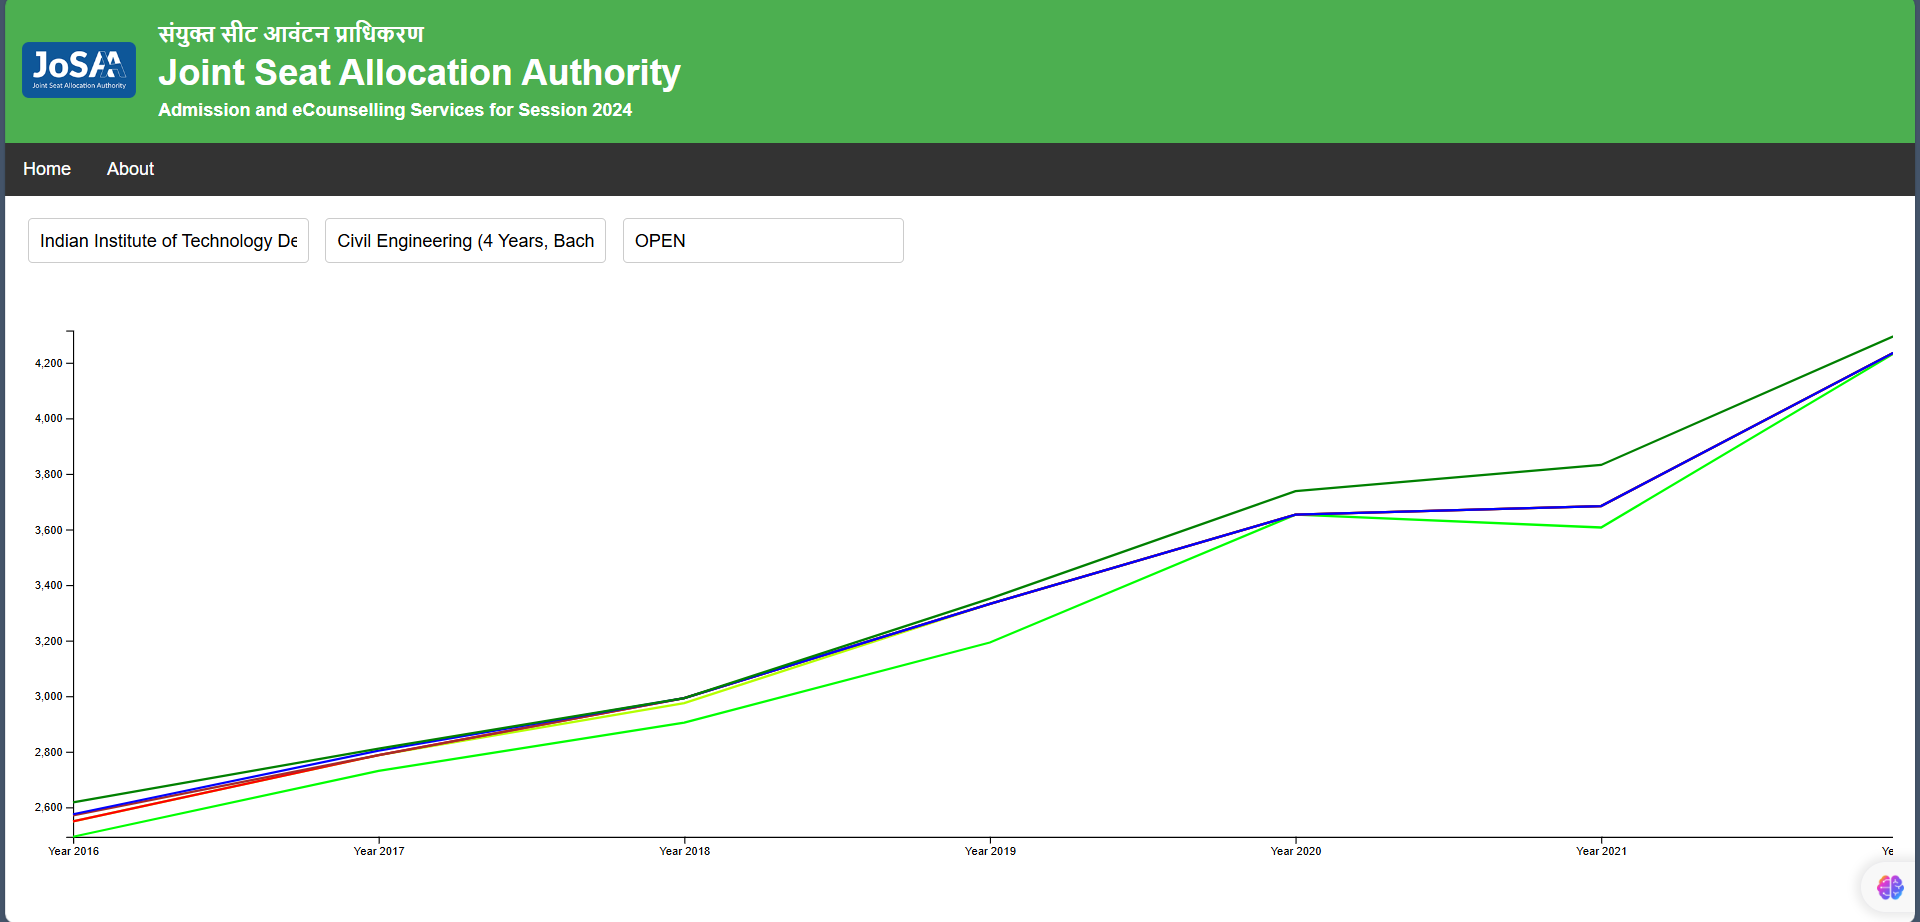 संयुक्त सीट आवंटन प्राधिकरण
JoSAA
Joint Seat Allocation Authority
Joint Seat Allocation Authority
Admission and eCounselling Services for Session 2024
Home About
Indian Institute of Technology De Civil Engineering (4 Years, Bach OPEN
4,200
4,000
3,800
3,600
3,400
3,200
3,000
2,800
2,600
Year 2016 Year 2017 Year 2018 Year 2019 Year 2020 Year 2021 Ye